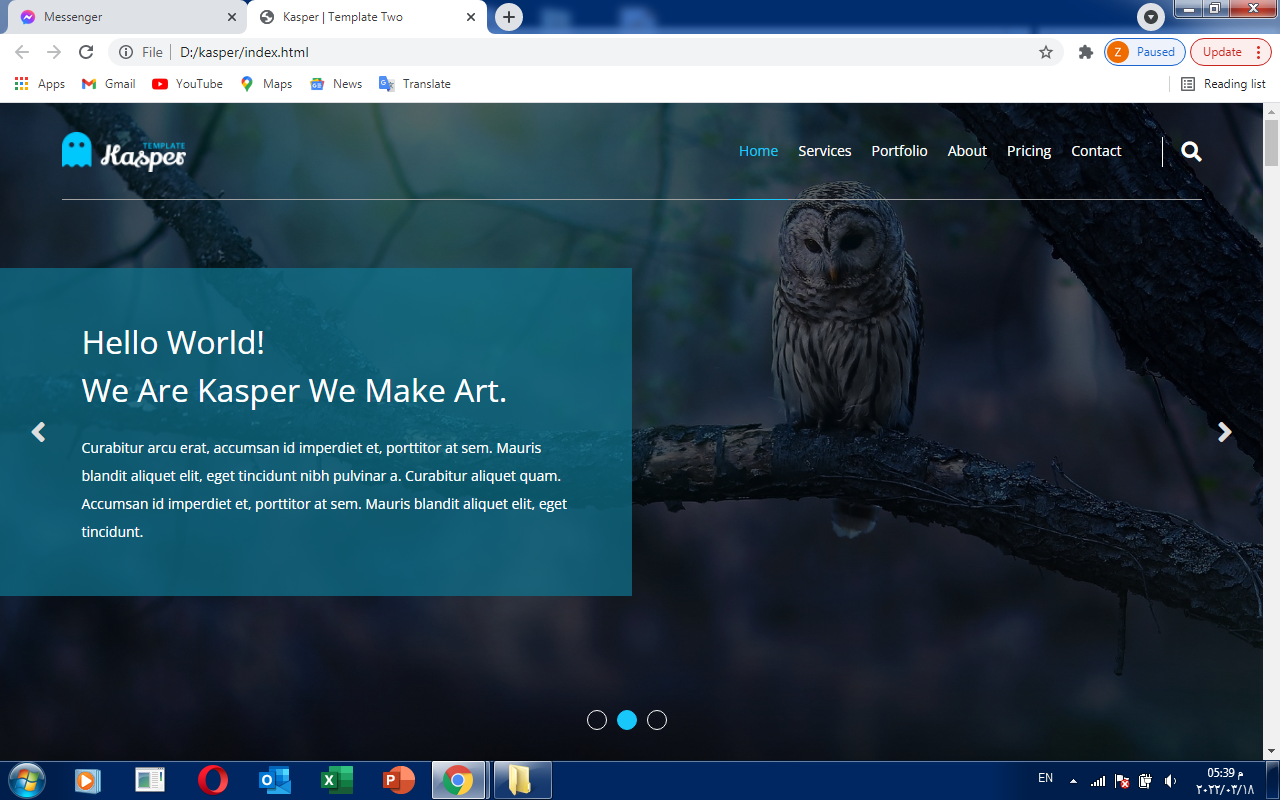 Messenger
Kasper | Template Two
File
D:/kasper/index.html
Z
Paused
Update
Apps
Gmail
YouTube
Maps
News
Translate
Reading list
TEMPLATE
Kasper
Home
Services
Portfolio
About
Pricing
Contact
Hello World!
We Are Kasper We Make Art.
Curabitur arcu erat, accumsan id imperdiet et, porttitor at sem. Mauris
blandit aliquet elit, eget tincidunt nibh pulvinar a. Curabitur aliquet quam.
Accumsan id imperdiet et, porttitor at sem. Mauris blandit aliquet elit, eget
tincidunt.
EN
05:39 م
٢٠٢٢/٠٣/١٨